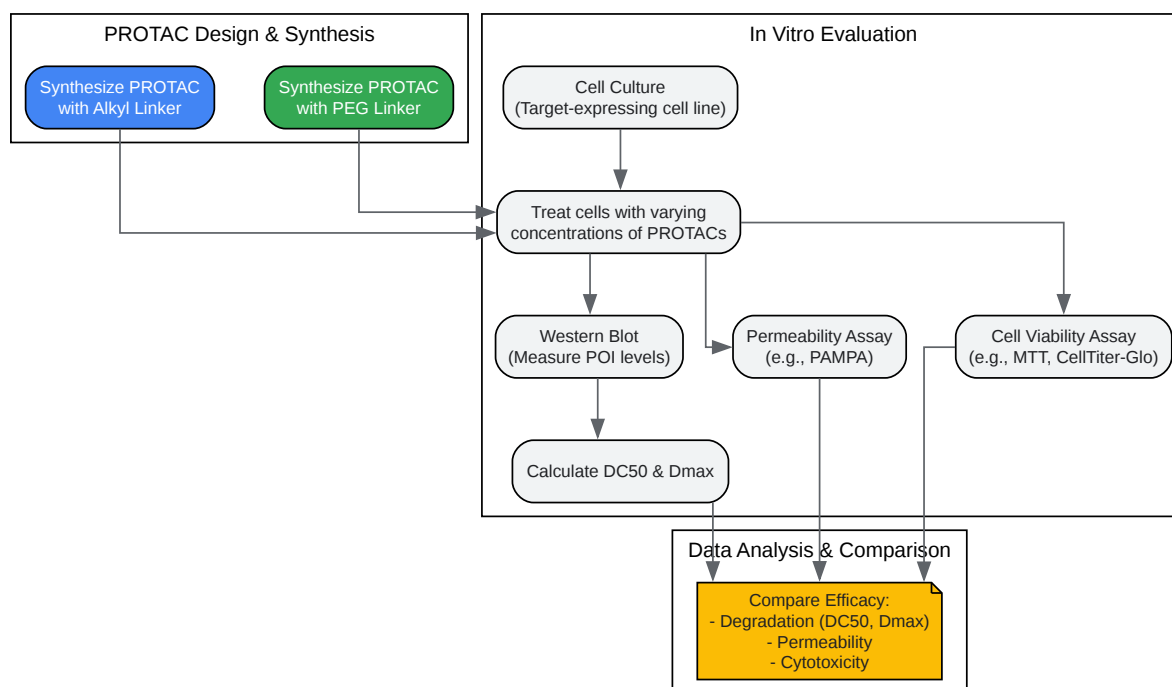 PROTAC Design & Synthesis
Synthesize PROTAC
with Alkyl Linker
Synthesize PROTAC
with PEG Linker
In Vitro Evaluation
Cell Culture
(Target-expressing cell line)
Treat cells with varying
concentrations of PROTACs
Western Blot
(Measure POI levels)
Permeability Assay
(e.g., PAMPA)
Cell Viability Assay
(e.g., MTT, CellTiter-Glo)
Calculate DC50 & Dmax
Data Analysis & Comparison
Compare Efficacy:
- Degradation (DC50, Dmax)
- Permeability
- Cytotoxicity